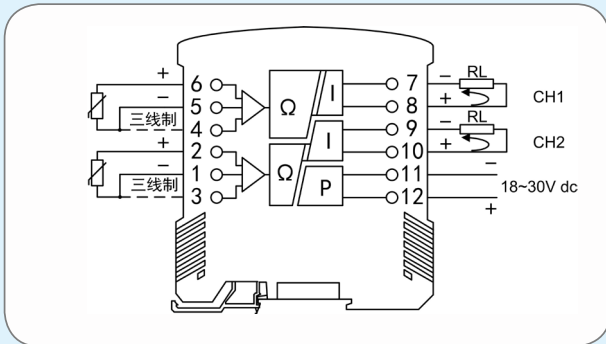 + 6 7 − RL
− 5 Ω I 8 + CH1
三线制 4 9 − RL
+ 2 I 10 + CH2
− 1 Ω 11 −
三线制 3 P 12 18~30V dc
+